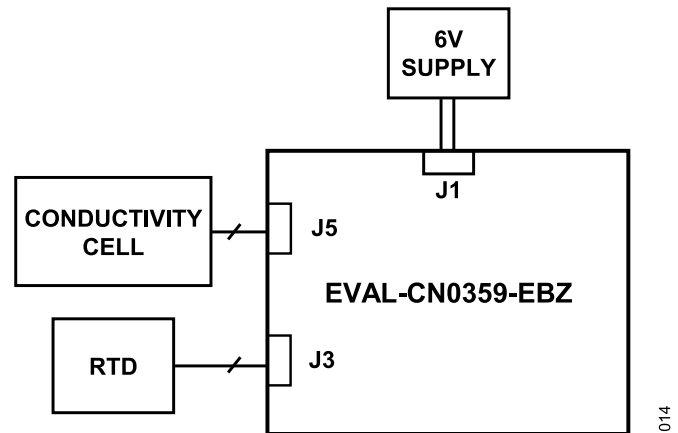 6V
SUPPLY
J1
CONDUCTIVITY
CELL
J5
EVAL-CN0359-EBZ
RTD
J3
014